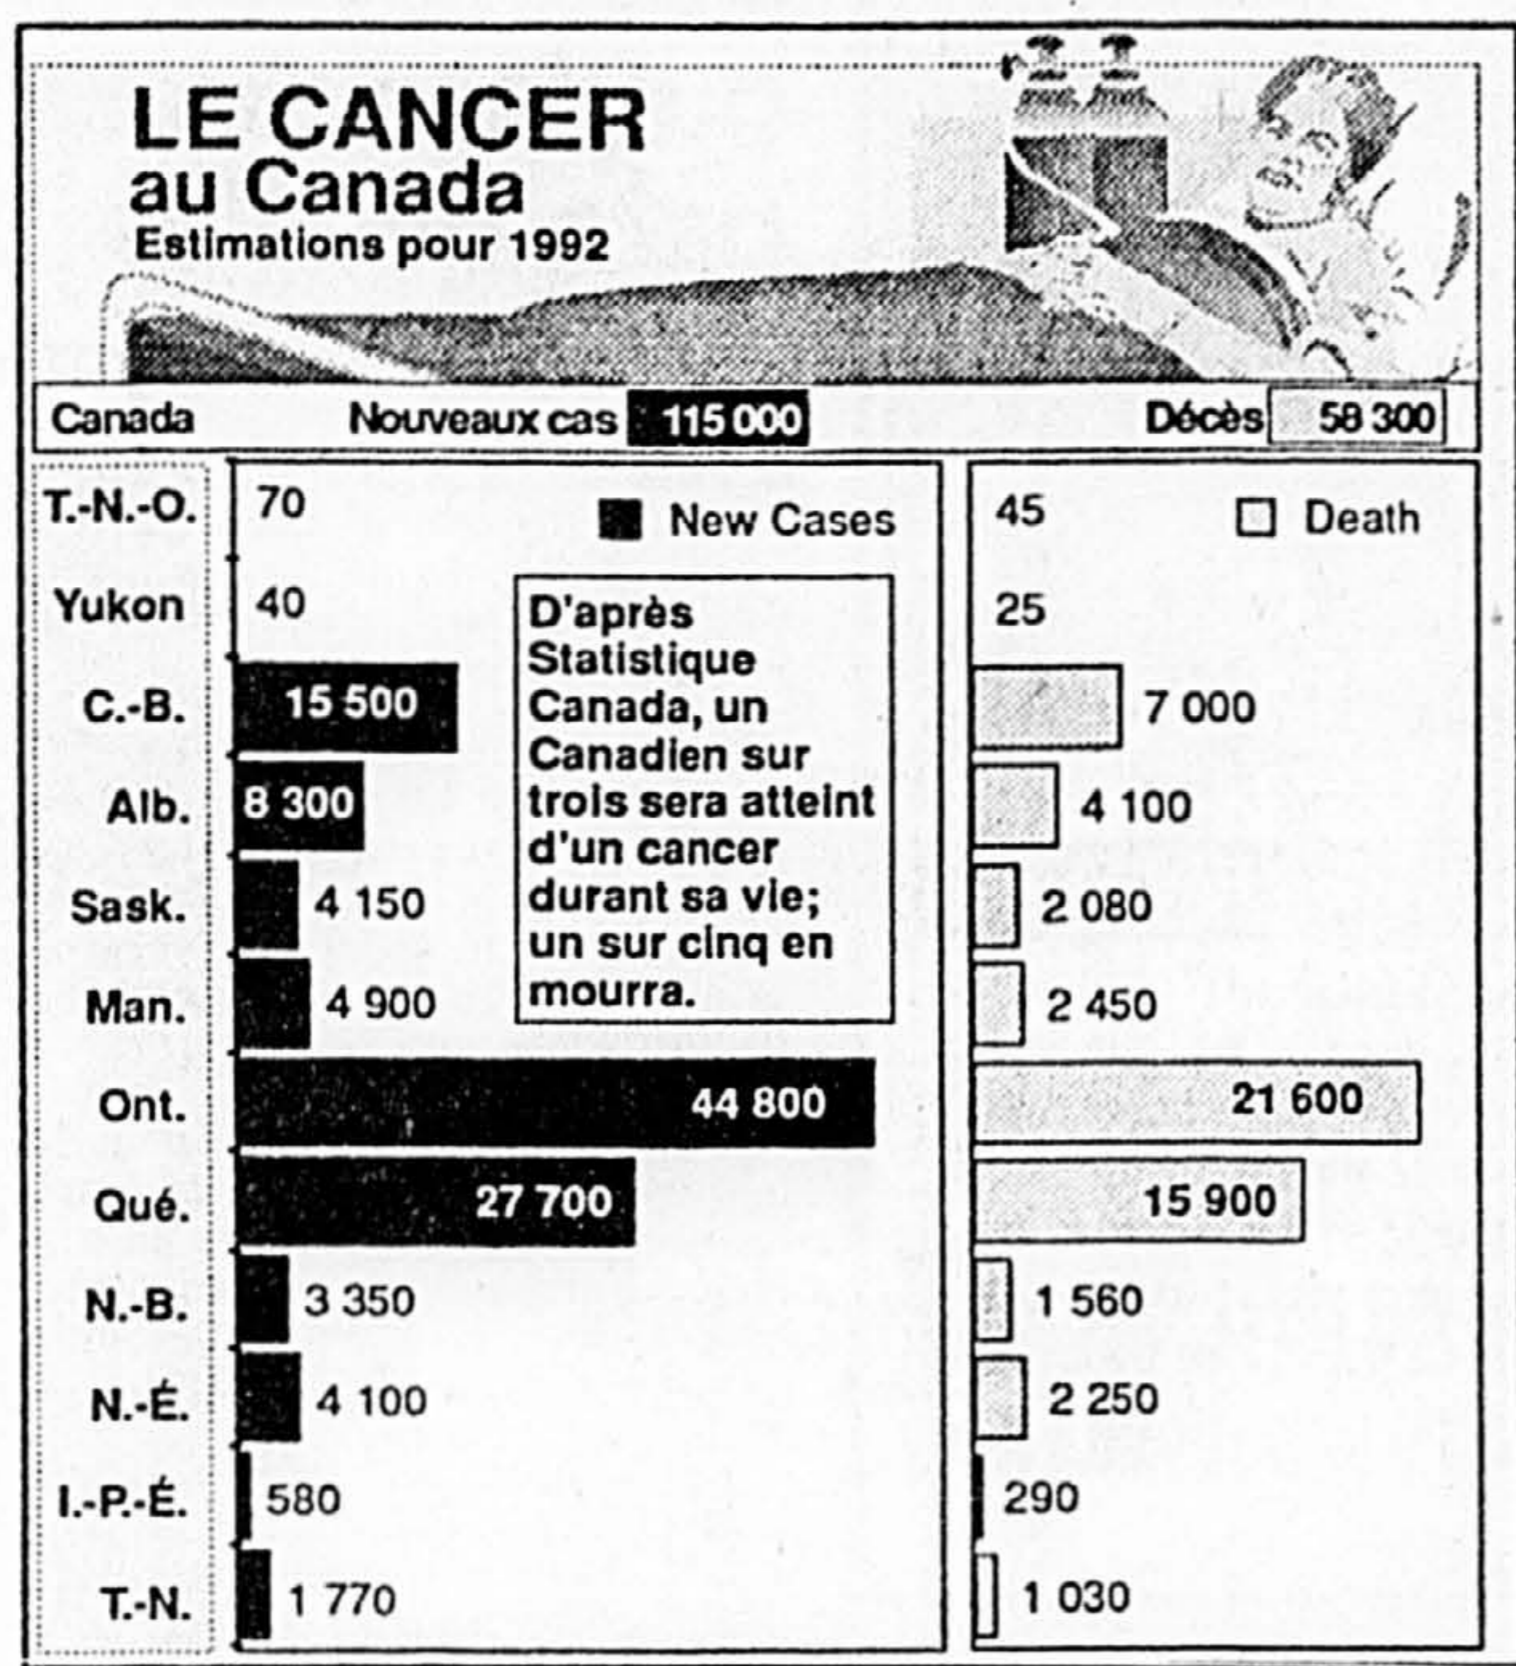 LE CANCER
au Canada
Estimations pour 1992
Canada Nouveaux cas 115 000 Décès 58 300
T.-N.-O. 70 New Cases 45 Death
Yukon 40 25
D'après
Statistique
Canada, un
Canadien sur
trois sera atteint
d'un cancer
durant sa vie;
un sur cinq en
mourra.
C.-B. 15 500 7 000
Alb. 8 300 4 100
Sask. 4 150 2 080
Man. 4 900 2 450
Ont. 44 800 21 600
Qué. 27 700 15 900
N.-B. 3 350 1 560
N.-É. 4 100 2 250
I.-P.-É. 580 290
T.-N. 1 770 1 030